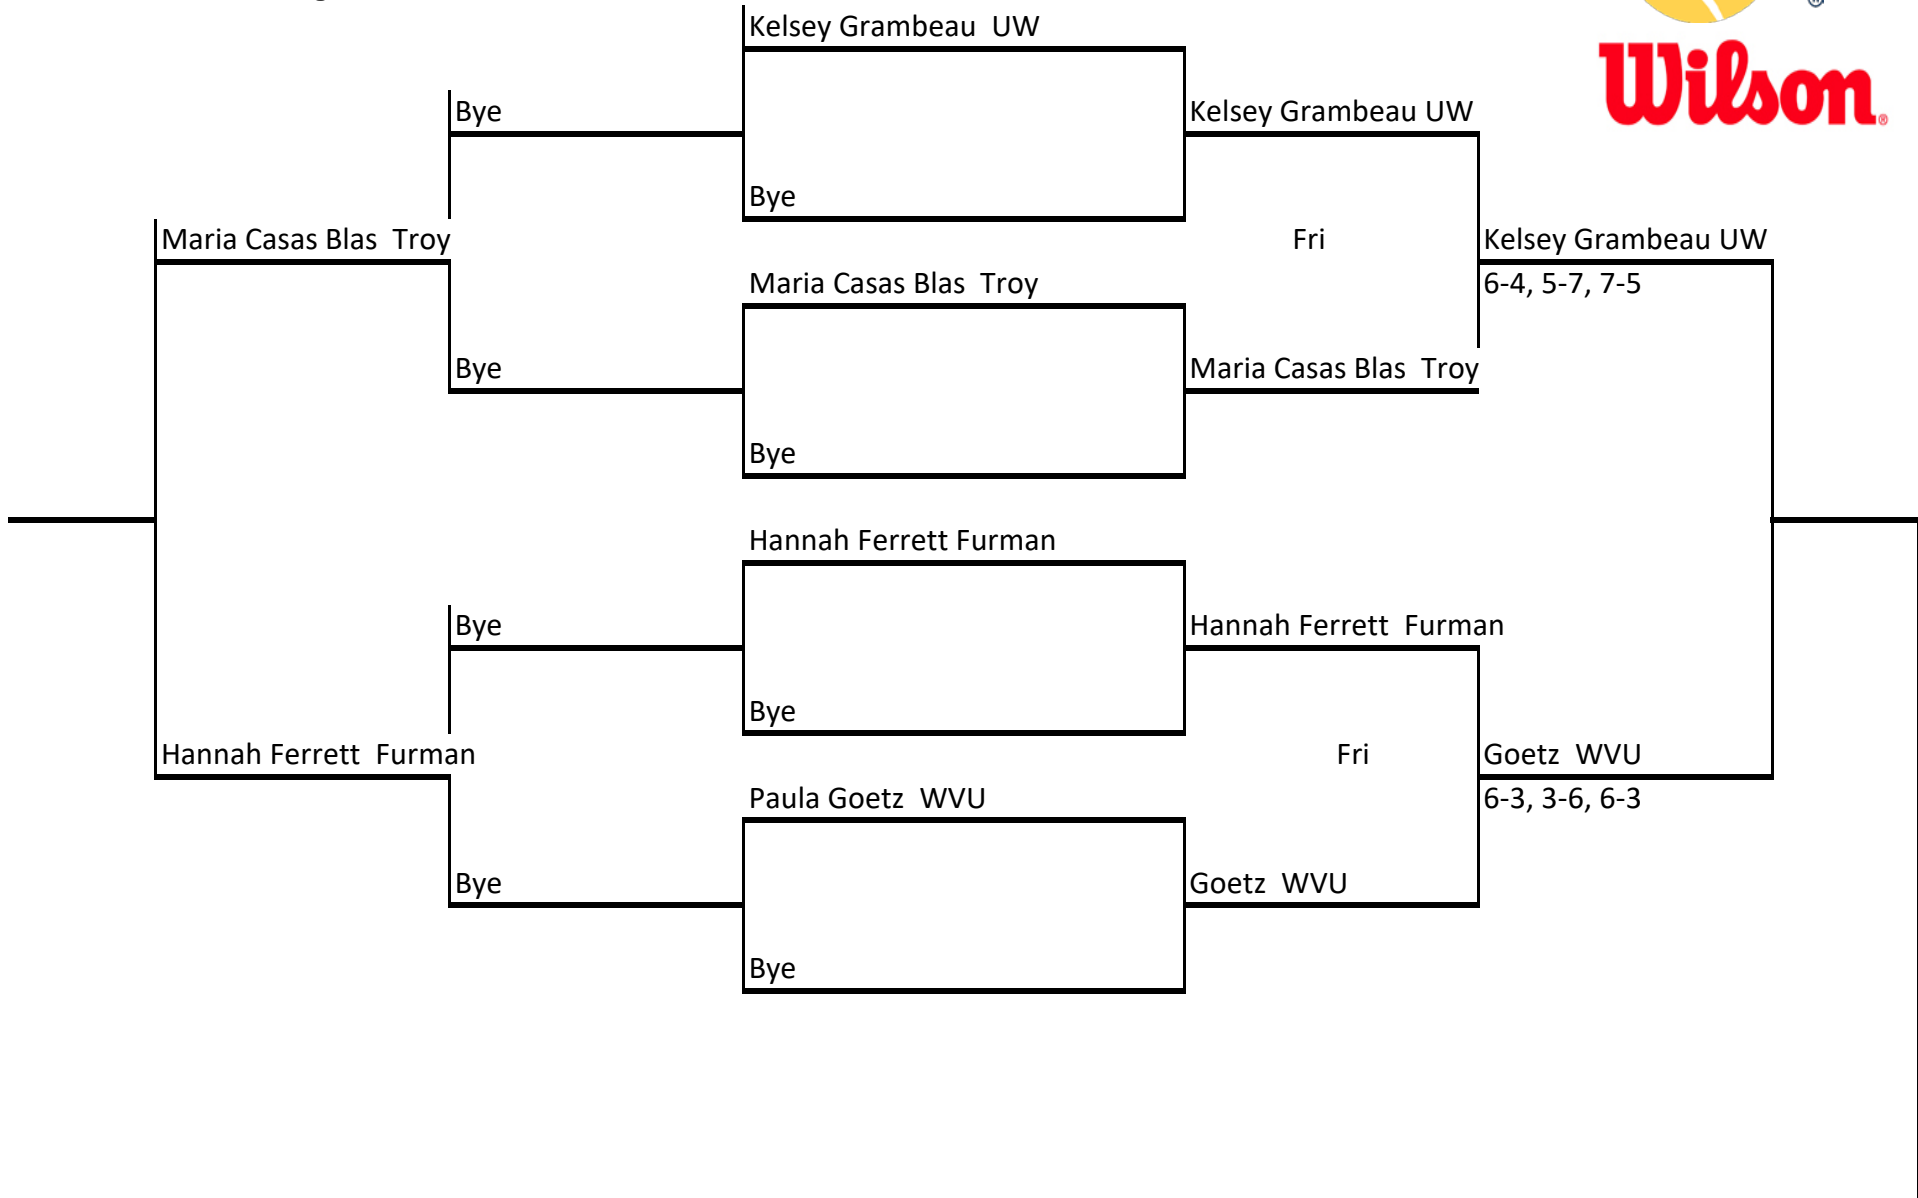 Kelsey Grambeau  UW
Wilson®
Bye
Kelsey Grambeau UW
Bye
Maria Casas Blas  Troy
Fri
Kelsey Grambeau UW
Maria Casas Blas  Troy
6-4, 5-7, 7-5
Bye
Maria Casas Blas  Troy
Bye
Hannah Ferrett Furman
Bye
Hannah Ferrett  Furman
Bye
Hannah Ferrett  Furman
Fri
Goetz  WVU
Paula Goetz  WVU
6-3, 3-6, 6-3
Bye
Goetz  WVU
Bye